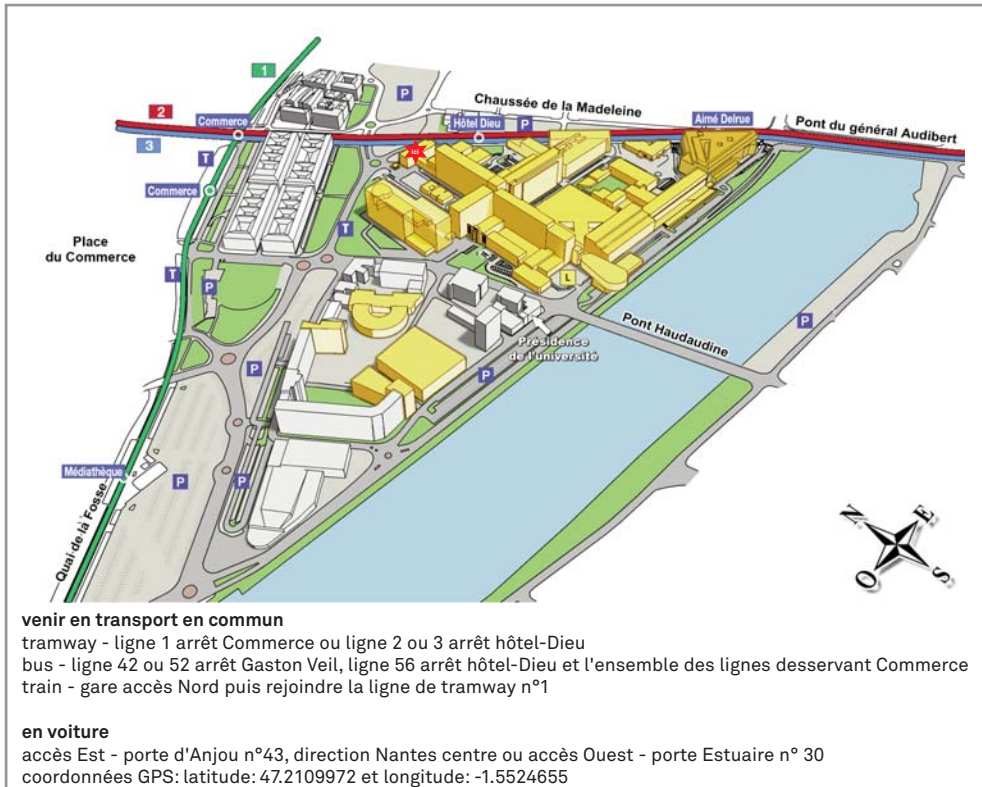 1
P
Chaussée de la Madeleine
2
Commerce
Hôtel Dieu
P
Aimé Delrue
Pont du général Audibert
3
ici
T
Commerce
Place
du Commerce
T
T
P
L
Pont Haudaudine
P
Présidence
de l'université
P
P
Médiathèque
P
P
Quai de la Fosse
N
E
O
S
venir en transport en commun
tramway - ligne 1 arrêt Commerce ou ligne 2 ou 3 arrêt hôtel-Dieu
bus - ligne 42 ou 52 arrêt Gaston Veil, ligne 56 arrêt hôtel-Dieu et l'ensemble des lignes desservant Commerce
train - gare accès Nord puis rejoindre la ligne de tramway n°1
en voiture
accès Est - porte d'Anjou n°43, direction Nantes centre ou accès Ouest - porte Estuaire n° 30
coordonnées GPS: latitude: 47.2109972 et longitude: -1.5524655